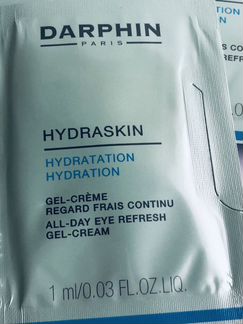 DARPHIN
PARIS
HYDRASKIN
HYDRATATION
HYDRATION
GEL-CRÈME
REGARD FRAIS CONTINU
ALL-DAY EYE REFRESH
GEL-CREAM
1 ml/0.03 FL.OZ.LIQ.